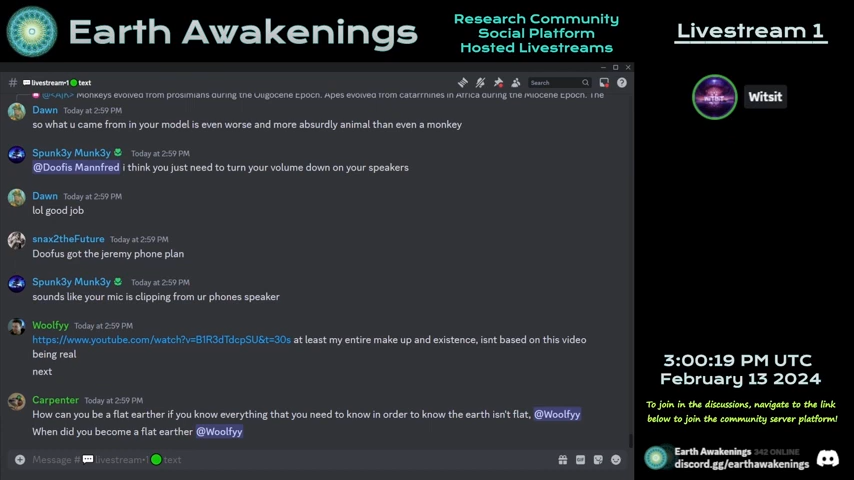 Earth Awakenings
Research Community
Social Platform
Hosted Livestreams
Livestream 1
# livestream-1 text
Search
Witsit
Monkeys evolved from prosimians during the Oligocene Epoch. Apes evolved from catarrhines in Africa during the Miocene Epoch. The
Dawn Today at 2:59 PM
so what u came from in your model is even worse and more absurdly animal than even a monkey
Spunk3y Munk3y Today at 2:59 PM
@Doofis Mannfred i think you just need to turn your volume down on your speakers
Dawn Today at 2:59 PM
lol good job
snax2theFuture Today at 2:59 PM
Doofus got the jeremy phone plan
Spunk3y Munk3y Today at 2:59 PM
sounds like your mic is clipping from ur phones speaker
Woolfyy Today at 2:59 PM
https://www.youtube.com/watch?v=B1R3dTdcpSU&t=30s at least my entire make up and existence, isnt based on this video
being real
next
Carpenter Today at 2:59 PM
How can you be a flat earther if you know everything that you need to know in order to know the earth isn't flat, @Woolfyy
When did you become a flat earther @Woolfyy
Message # livestream-1 text
3:00:19 PM UTC
February 13 2024
To join in the discussions, navigate to the link
below to join the community server platform!
Earth Awakenings 342 ONLINE
discord.gg/earthawakenings